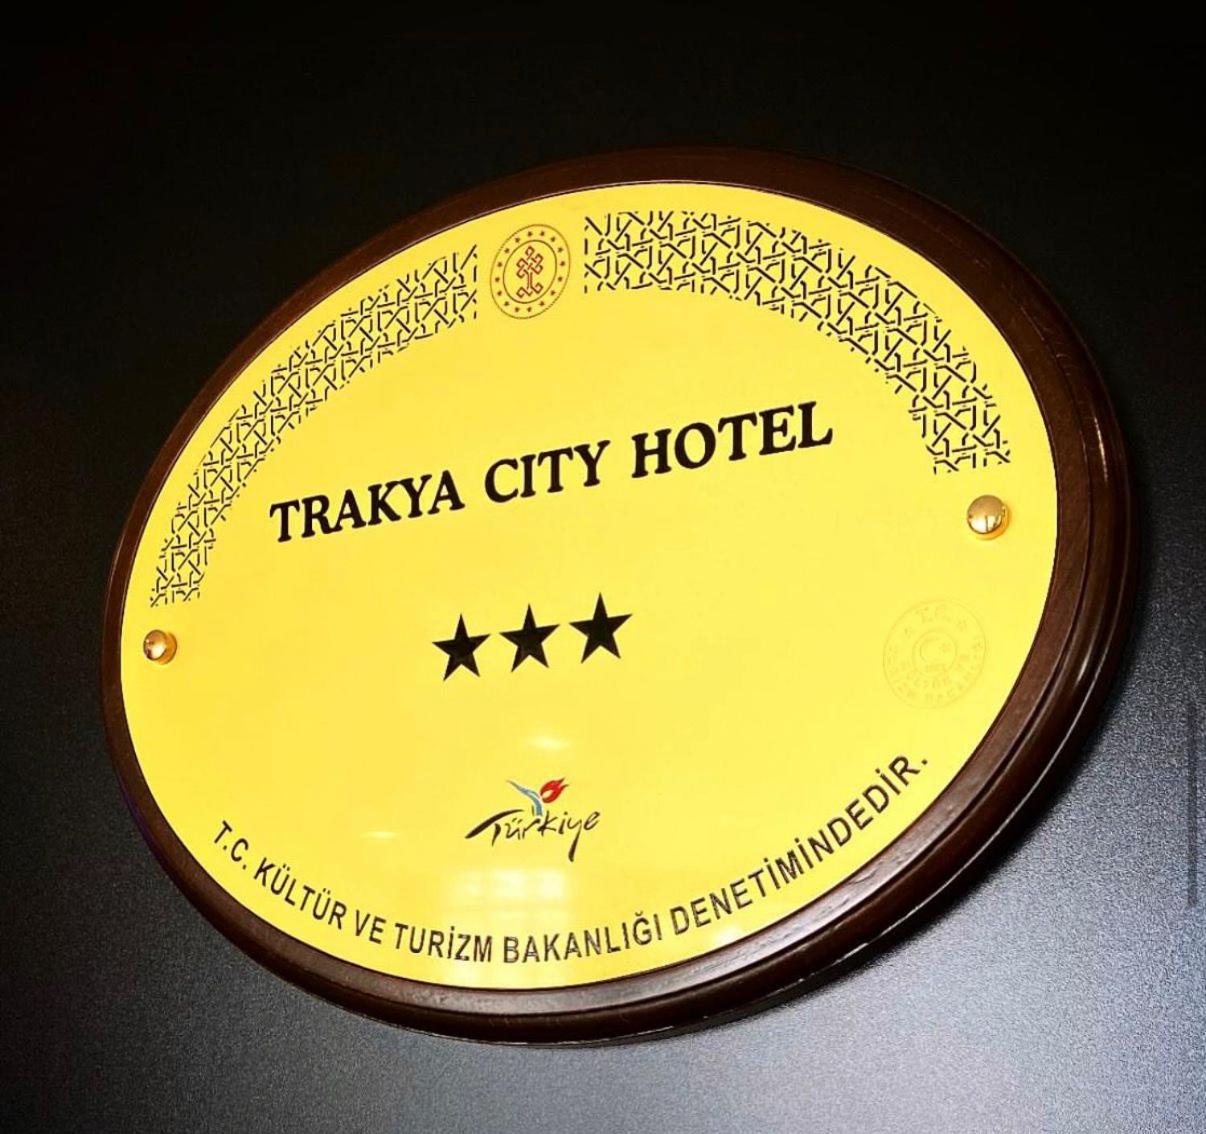 TRAKYA CITY HOTEL
Türkiye
T.C. KÜLTÜR VE TURİZM BAKANLIĞI DENETİMİNDEDİR.